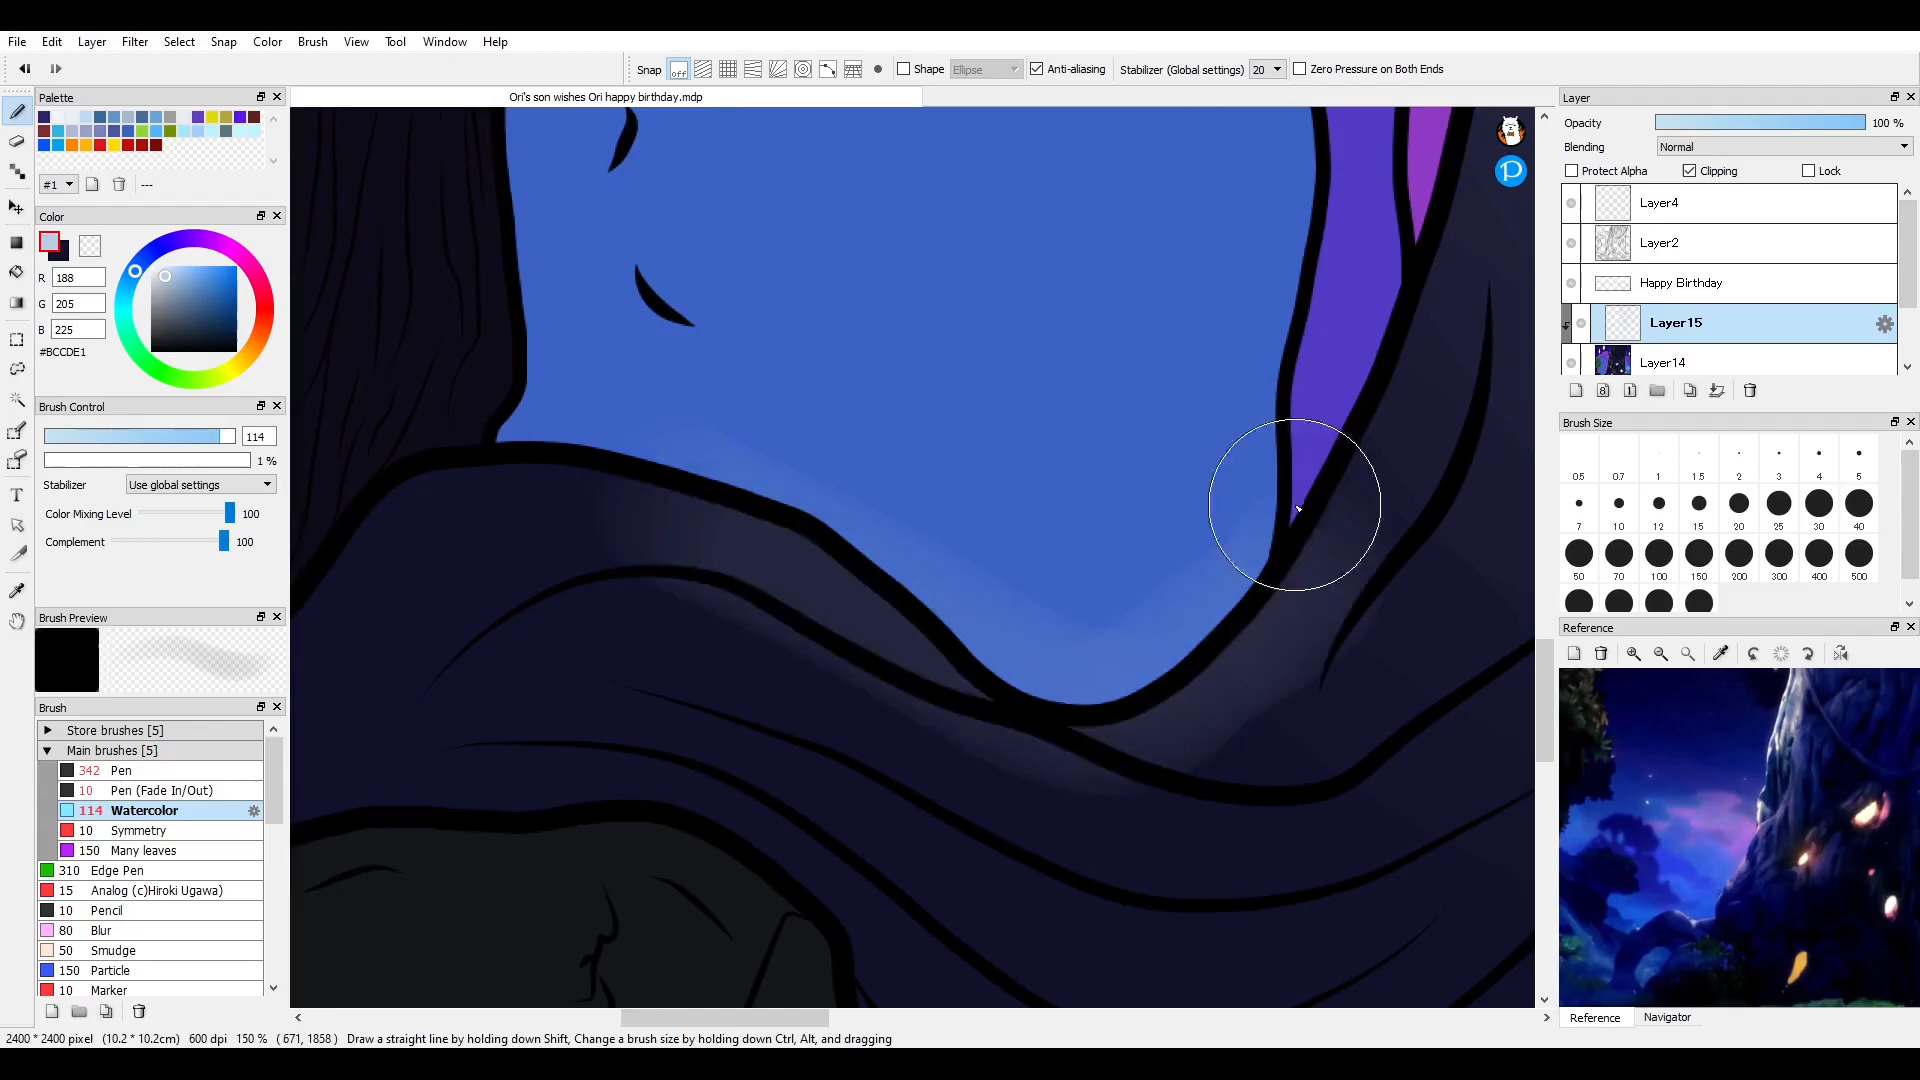 File Edit Layer Filter Select Snap Color Brush View Tool Window Help
Snap off Shape Ellipse Anti-aliasing Stabilizer (Global settings) 20 Zero Pressure on Both Ends
Palette
Ori's son wishes Ori happy birthday.mdp
#1 ---
Color
R 188
G 205
B 225
#BCCDE1
Brush Control
114
1 %
Stabilizer Use global settings
Color Mixing Level 100
Complement 100
Brush Preview
Brush
Store brushes [5]
Main brushes [5]
342 Pen
10 Pen (Fade In/Out)
114 Watercolor
10 Symmetry
150 Many leaves
310 Edge Pen
15 Analog (c)Hiroki Ugawa)
10 Pencil
80 Blur
50 Smudge
150 Particle
10 Marker
T
P
Layer
Opacity 100 %
Blending Normal
Protect Alpha Clipping Lock
Layer4
Layer2
Happy Birthday
Layer15
Layer14
8 1
Brush Size
0.5 0.7 1 1.5 2 3 4 5
7 10 12 15 20 25 30 40
50 70 100 150 200 300 400 500
Reference
Reference Navigator
2400 * 2400 pixel (10.2 * 10.2cm) 600 dpi 150 % ( 671, 1858 ) Draw a straight line by holding down Shift, Change a brush size by holding down Ctrl, Alt, and dragging